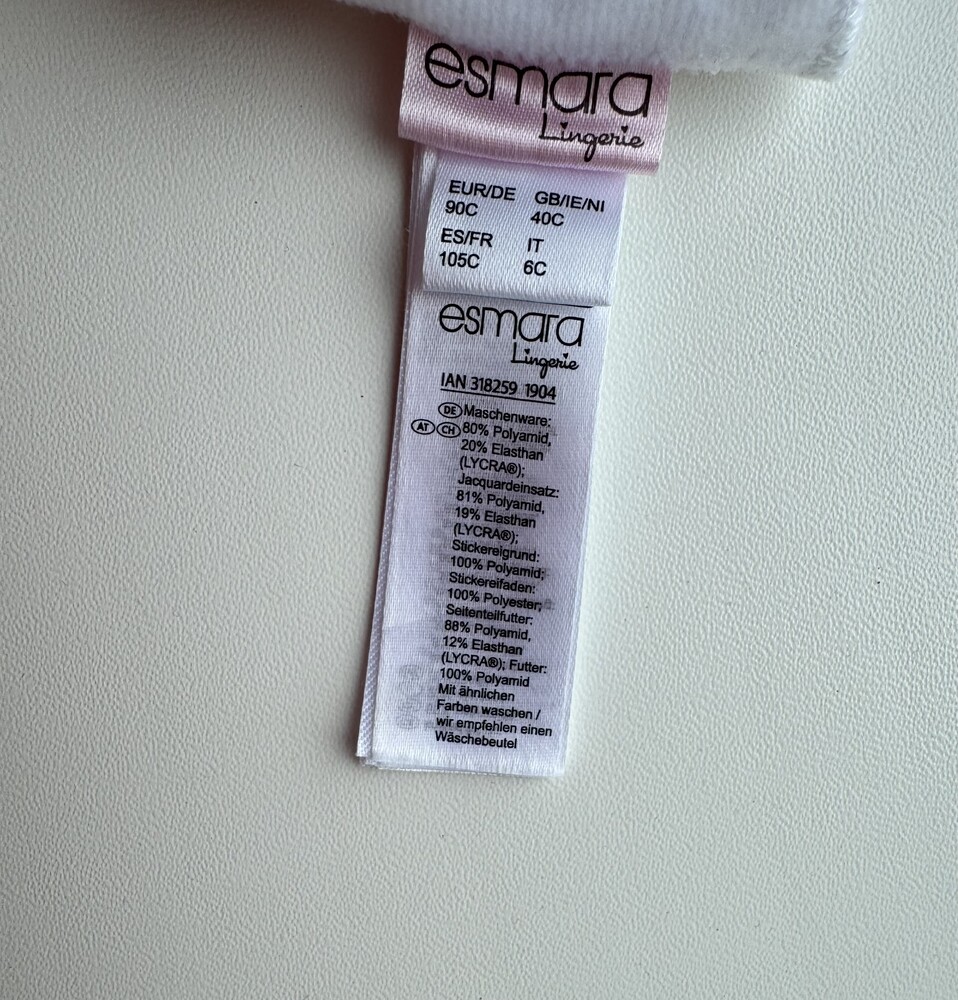 esmara
Lingerie
EUR/DE GB/IE/NI
90C 40C
ES/FR IT
105C 6C
esmara
Lingerie
IAN 318259 1904
DE Maschenware:
AT CH 80% Polyamid,
20% Elasthan
(LYCRA®);
Jacquardeinsatz:
81% Polyamid,
19% Elasthan
(LYCRA®);
Stickereigrund:
100% Polyamid;
Stickereifaden:
100% Polyester;
Seitenteilfutter:
88% Polyamid,
12% Elasthan
(LYCRA®); Futter:
100% Polyamid
Mit ähnlichen
Farben waschen /
wir empfehlen einen
Wäschebeutel